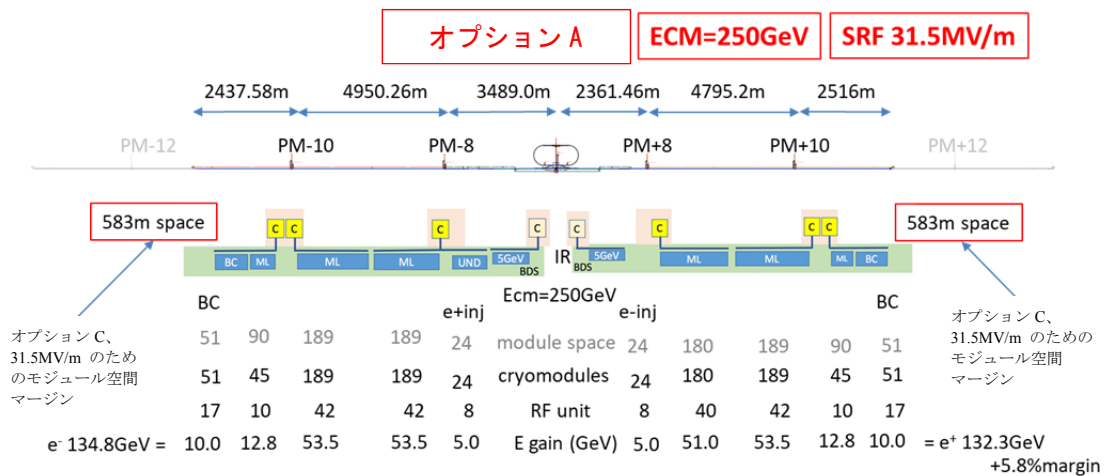 オプション A
ECM=250GeV
SRF 31.5MV/m
2437.58m 4950.26m 3489.0m 2361.46m 4795.2m 2516m
PM-12 PM-10 PM-8 PM+8 PM+10 PM+12
583m space
583m space
C C C C C C C C
BC ML ML ML UND 5GeV BDS IR BDS 5GeV ML ML ML BC
Ecm=250GeV
BC e+inj e-inj BC
51 90 189 189 24 module space 24 180 189 90 51
51 45 189 189 24 cryomodules 24 180 189 45 51
17 10 42 42 8 RF unit 8 40 42 10 17
e- 134.8GeV = 10.0 12.8 53.5 53.5 5.0 E gain (GeV) 5.0 51.0 53.5 12.8 10.0 = e+ 132.3GeV
+5.8%margin
オプション C、
31.5MV/m のため
のモジュール空間
マージン
オプション C、
31.5MV/m のための
モジュール空間
マージン